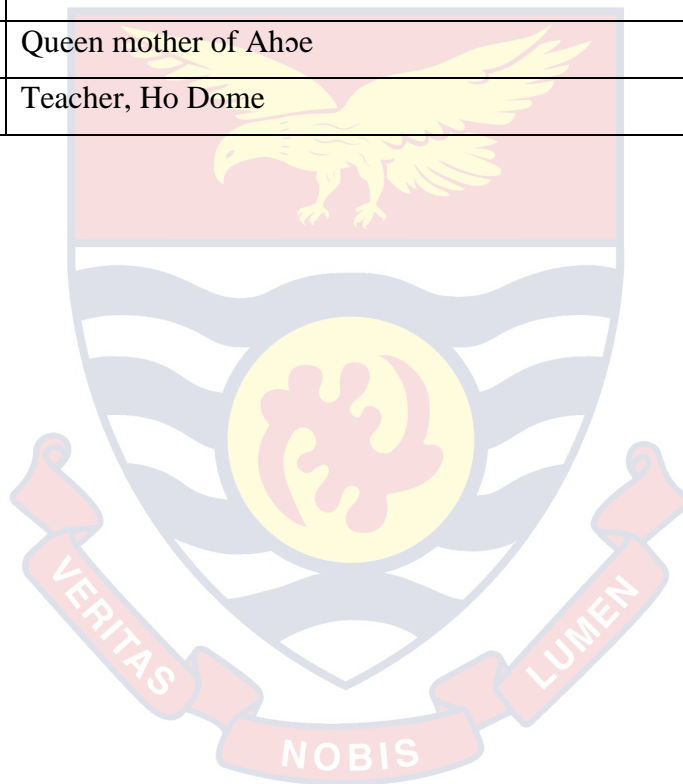 Queen mother of Ahɔe
Teacher, Ho Dome
VERITAS
NOBIS
LUMEN